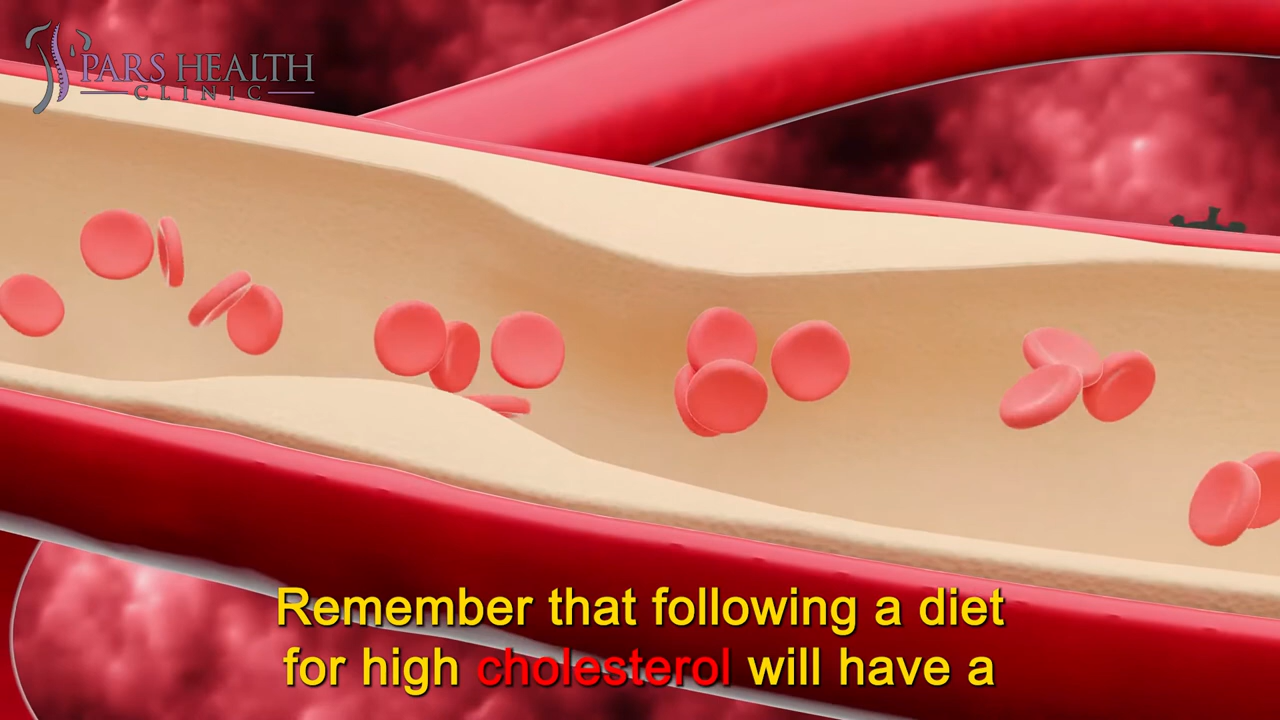 PARS HEALTH
CLINIC
Remember that following a diet
for high cholesterol will have a